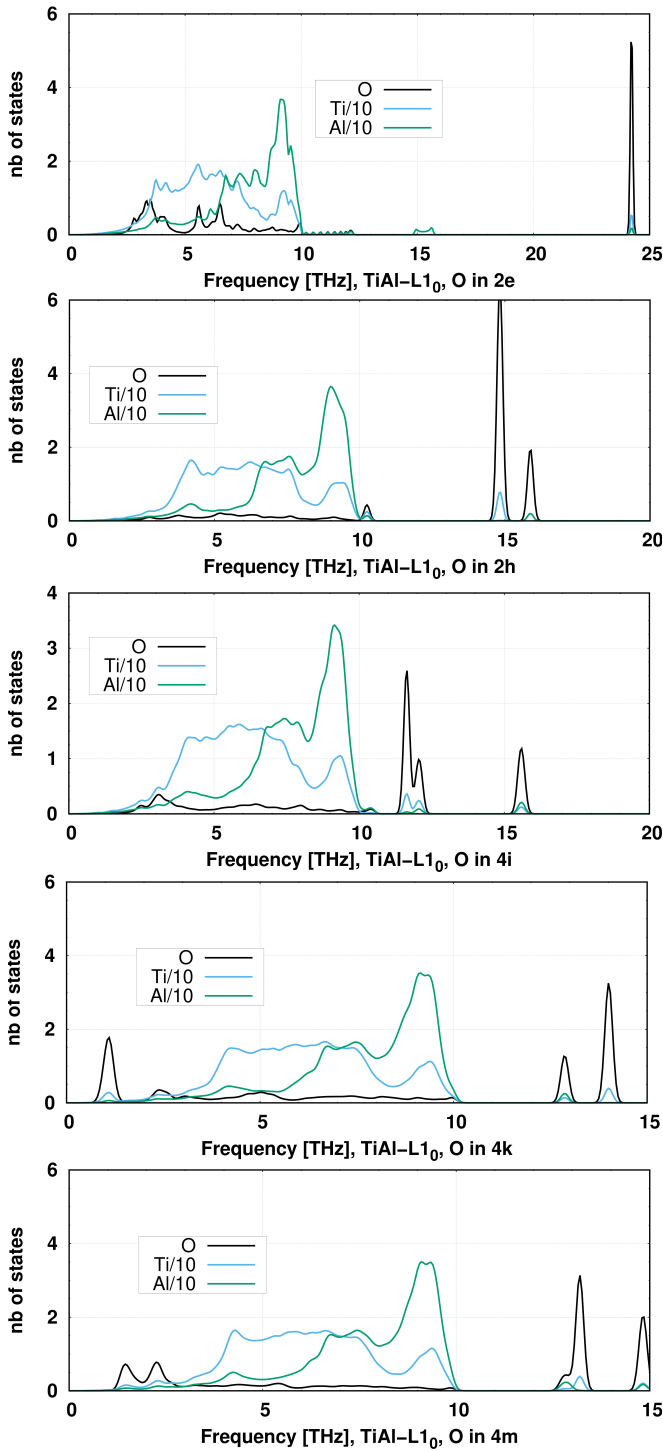 6
4
2
0
nb of states
O
Ti/10
Al/10
0 5 10 15 20 25
Frequency [THz], TiAl−L1₀, O in 2e
6
4
2
0
nb of states
O
Ti/10
Al/10
0 5 10 15 20
Frequency [THz], TiAl−L1₀, O in 2h
4
3
2
1
0
nb of states
O
Ti/10
Al/10
0 5 10 15 20
Frequency [THz], TiAl−L1₀, O in 4i
6
4
2
0
nb of states
O
Ti/10
Al/10
0 5 10 15
Frequency [THz], TiAl−L1₀, O in 4k
6
4
2
0
nb of states
O
Ti/10
Al/10
0 5 10 15
Frequency [THz], TiAl−L1₀, O in 4m